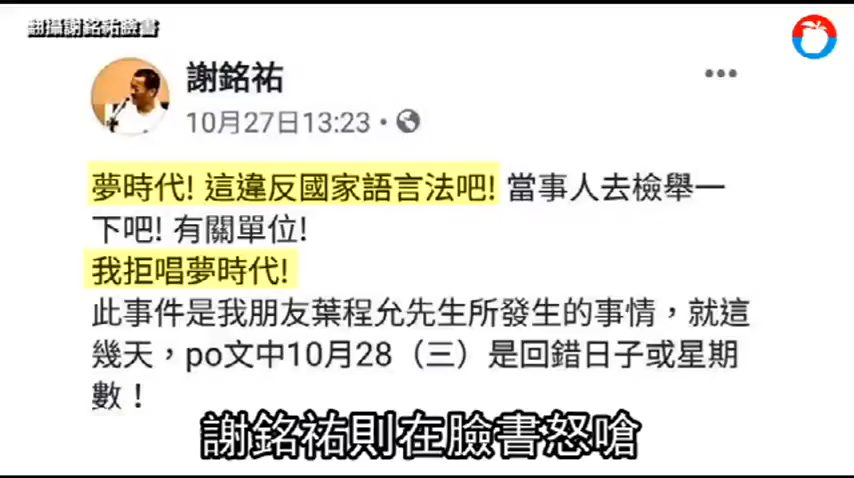 翻攝謝銘祐臉書
謝銘祐
10月27日13:23
夢時代! 這違反國家語言法吧! 當事人去檢舉一
下吧! 有關單位!
我拒唱夢時代!
此事件是我朋友葉程允先生所發生的事情，就這
幾天，po文中10月28（三）是回錯日子或星期
數！
謝銘祐則在臉書怒嗆